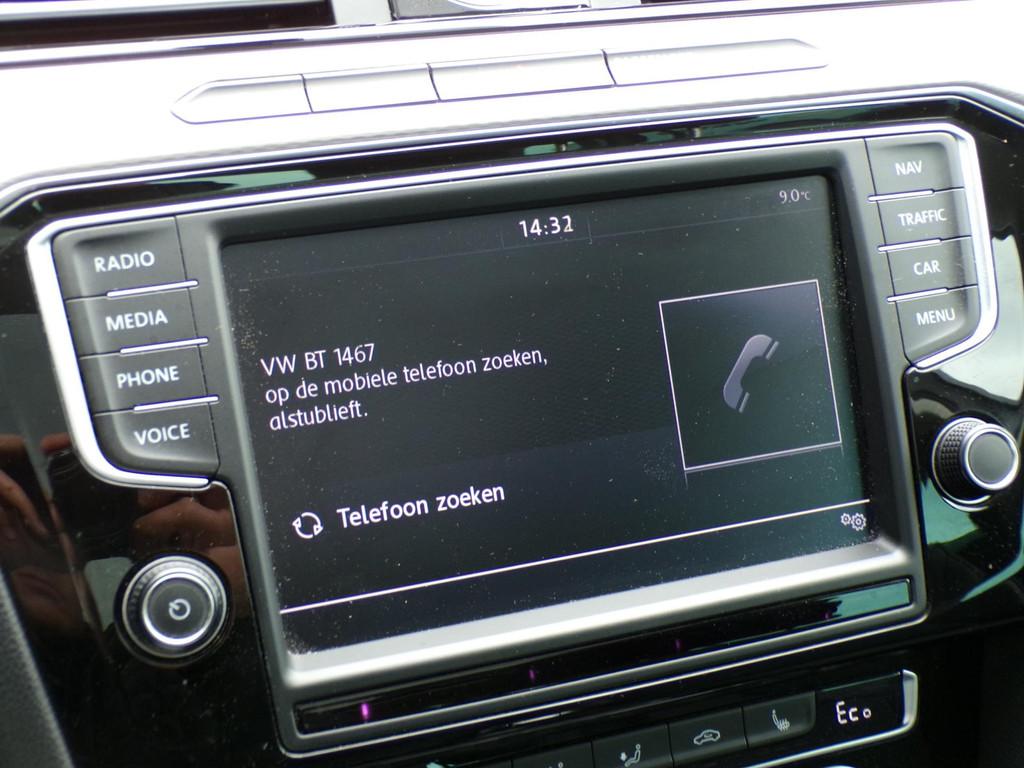 RADIO
MEDIA
PHONE
VOICE
14:32
9.0°C
VW BT 1467
op de mobiele telefoon zoeken,
alstublieft.
Telefoon zoeken
NAV
TRAFFIC
CAR
MENU
Eco